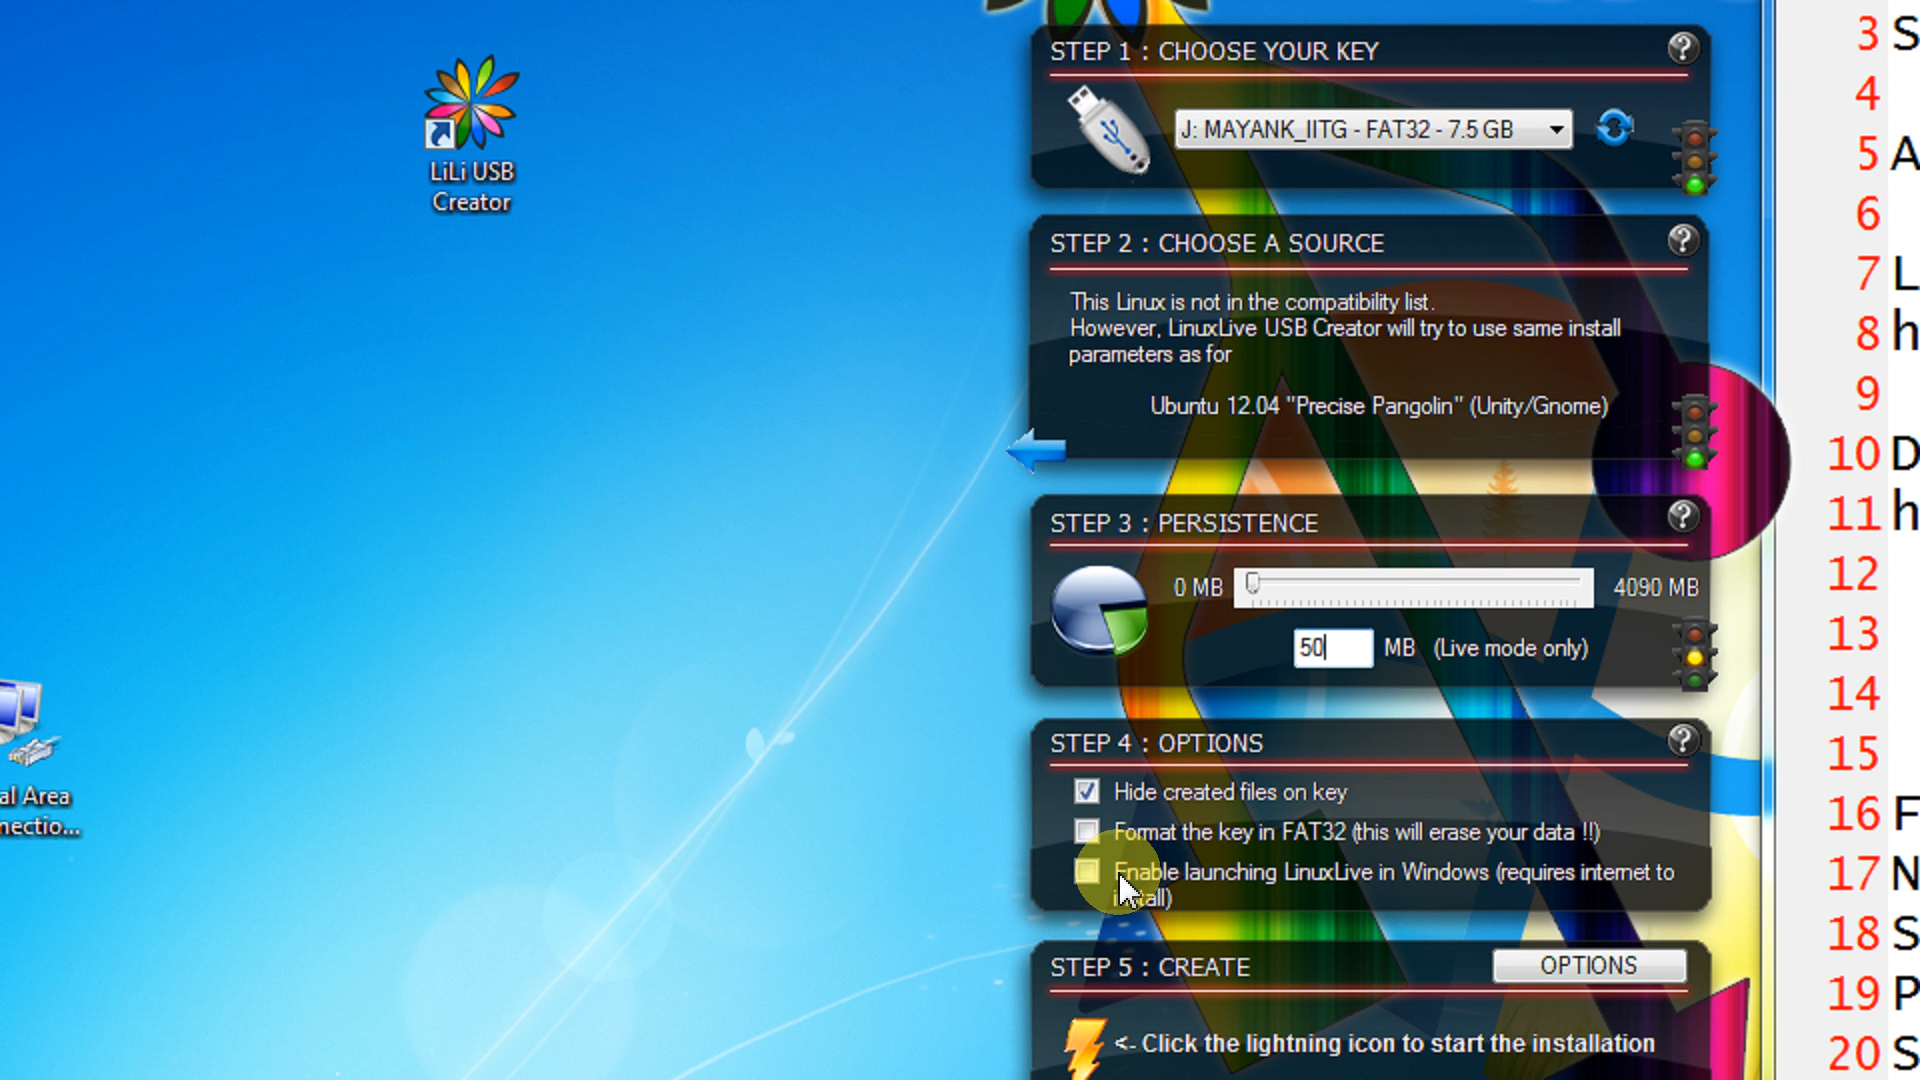 LiLi USB
Creator
al Area
nectio...
STEP 1 : CHOOSE YOUR KEY
J: MAYANK_IITG - FAT32 - 7.5 GB
STEP 2 : CHOOSE A SOURCE
This Linux is not in the compatibility list.
However, LinuxLive USB Creator will try to use same install
parameters as for
Ubuntu 12.04 "Precise Pangolin" (Unity/Gnome)
STEP 3 : PERSISTENCE
0 MB
4090 MB
50 MB (Live mode only)
STEP 4 : OPTIONS
Hide created files on key
Format the key in FAT32 (this will erase your data !!)
Enable launching LinuxLive in Windows (requires internet to
install)
STEP 5 : CREATE
OPTIONS
<- Click the lightning icon to start the installation
3 S
4
5 A
6
7 L
8 h
9
10 D
11 h
12
13
14
15
16 F
17 N
18 S
19 P
20 S